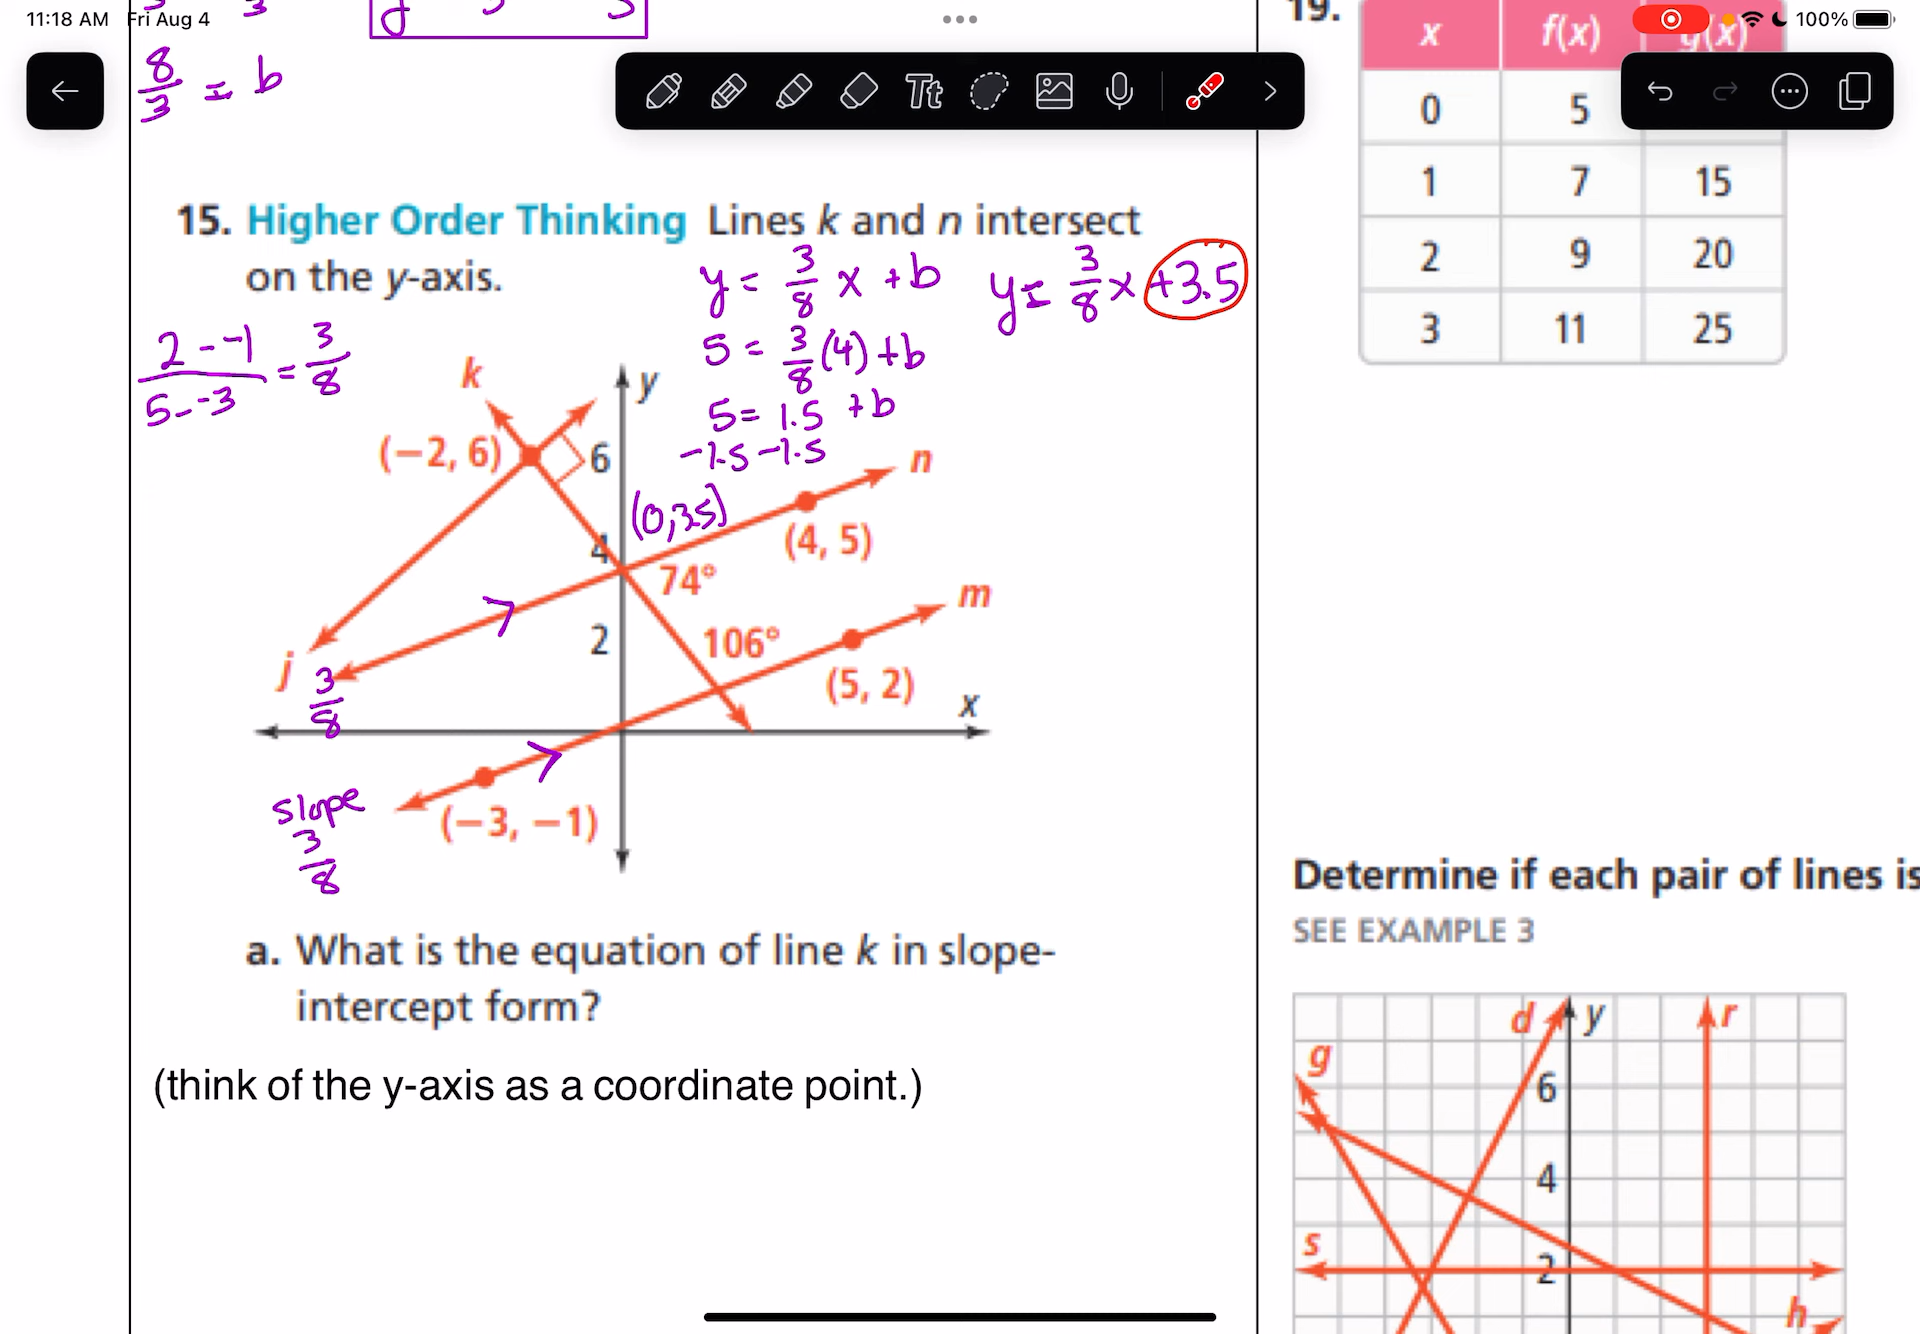 11:18 AM Fri Aug 4
100%
8/3 = b
Tt
15. Higher Order Thinking Lines k and n intersect
on the y-axis.
y = 3/8 x + b
y = 3/8 x + 3.5
5 = 3/8 (4) + b
5 = 1.5 + b
-1.5 -1.5
2 - -1 / 5 - -3 = 3/8
k
y
(−2, 6)
6
n
(0,3.5)
(4, 5)
4
74°
m
106°
2
(5, 2)
j
3/8
x
slope
3/8
(−3, −1)
a. What is the equation of line k in slope-
intercept form?
(think of the y-axis as a coordinate point.)
19.
x f(x) g(x)
0 5
1 7 15
2 9 20
3 11 25
Determine if each pair of lines is
SEE EXAMPLE 3
d y r
g
6
4
s
2
h